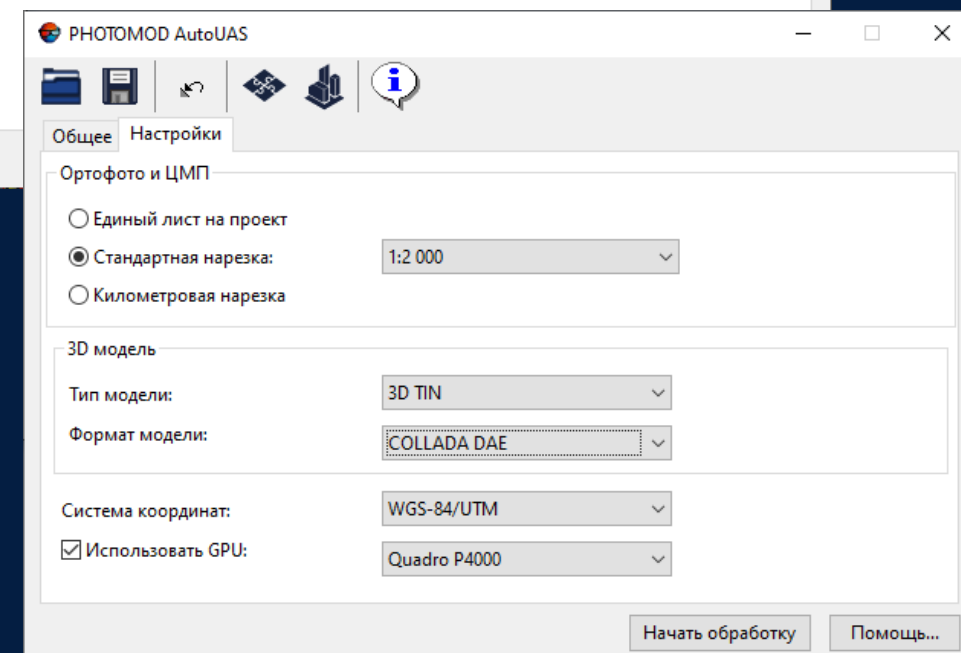 PHOTOMOD AutoUAS
Общее Настройки
Ортофото и ЦМП
Единый лист на проект
Стандартная нарезка: 1:2 000
Километровая нарезка
3D модель
Тип модели: 3D TIN
Формат модели: COLLADA DAE
Система координат: WGS-84/UTM
Использовать GPU: Quadro P4000
Начать обработку Помощь...